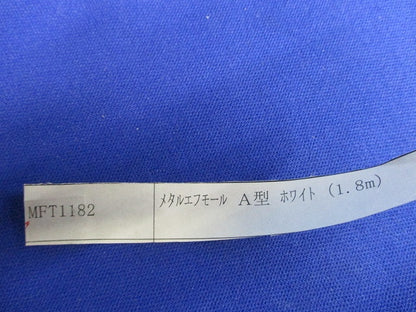 MFT1182 ﾒﾀﾙｴﾌﾓｰﾙ A型 ﾎﾜｲﾄ (1.8m)